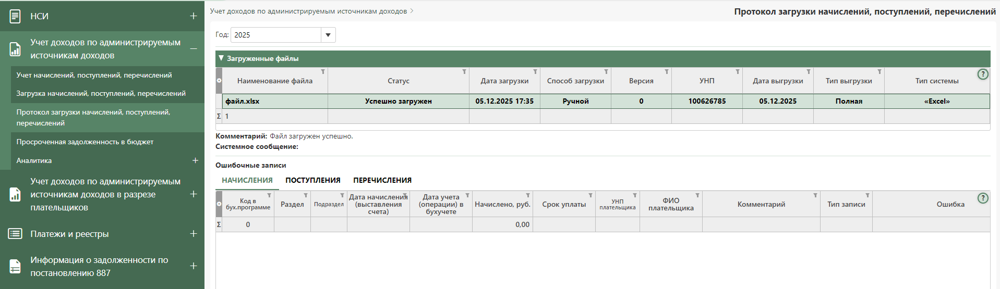 НСИ
Учет доходов по администрируемым
источникам доходов
Учет начислений, поступлений, перечислений
Загрузка начислений, поступлений, перечислений
Протокол загрузки начислений, поступлений,
перечислений
Просроченная задолженность в бюджет
Аналитика
Учет доходов по администрируемым
источникам доходов в разрезе
плательщиков
Платежи и реестры
Информация о задолженности по
постановлению 887
Учет доходов по администрируемым источникам доходов >
Протокол загрузки начислений, поступлений, перечислений
Год: 2025
Загруженные файлы
Наименование файла Статус Дата загрузки Способ загрузки Версия УНП Дата выгрузки Тип выгрузки Тип системы ?
файл.xlsx Успешно загружен 05.12.2025 17:35 Ручной 0 100626785 05.12.2025 Полная «Excel»
Σ 1
Комментарий: Файл загружен успешно.
Системное сообщение:
Ошибочные записи
НАЧИСЛЕНИЯ ПОСТУПЛЕНИЯ ПЕРЕЧИСЛЕНИЯ
Код в
бух.программе
Раздел
Подраздел
Дата начисления
(выставления
счета)
Дата учета
(операции) в
бухучете
Начислено, руб.
Срок уплаты
УНП
плательщика
ФИО
плательщика
Комментарий
Тип записи
Ошибка
?
Σ 0 0,00